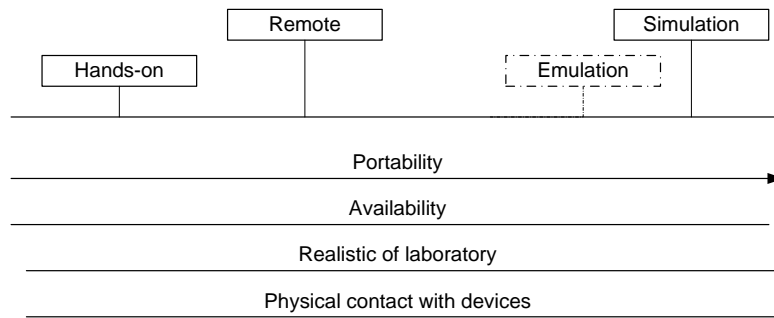 Remote
Simulation
Hands-on
Emulation
Portability
Availability
Realistic of laboratory
Physical contact with devices